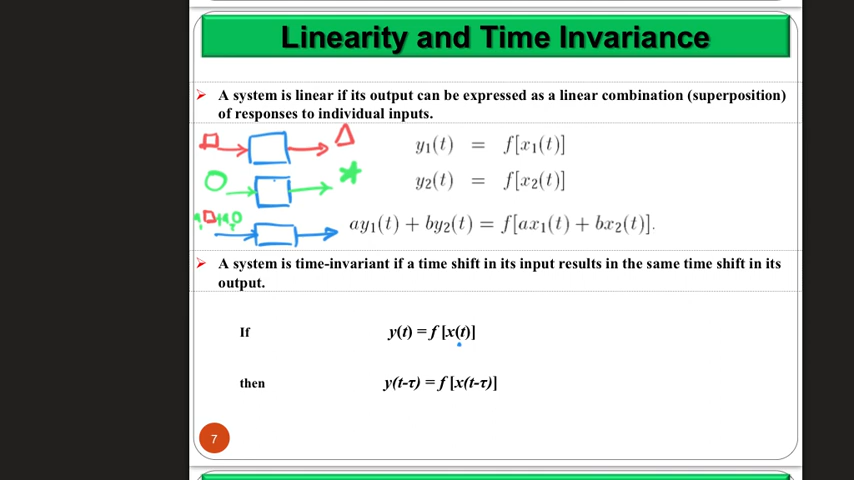 Linearity and Time Invariance
A system is linear if its output can be expressed as a linear combination (superposition)
of responses to individual inputs.
y₁(t) = f[x₁(t)]
y₂(t) = f[x₂(t)]
ay₁(t) + by₂(t) = f[ax₁(t) + bx₂(t)].
A system is time-invariant if a time shift in its input results in the same time shift in its
output.
If y(t) = f [x(t)]
then y(t-τ) = f [x(t-τ)]
7